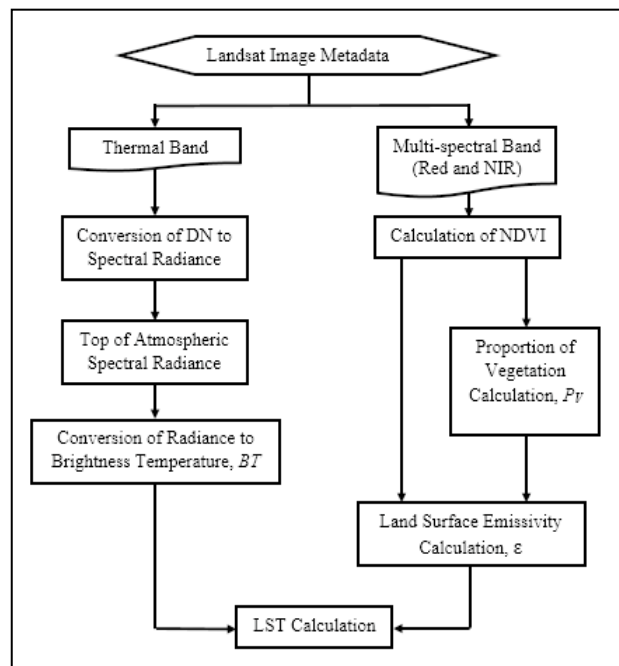 Landsat Image Metadata
Thermal Band
Multi-spectral Band
(Red and NIR)
Conversion of DN to
Spectral Radiance
Calculation of NDVI
Top of Atmospheric
Spectral Radiance
Proportion of
Vegetation
Calculation, Pv
Conversion of Radiance to
Brightness Temperature, BT
Land Surface Emissivity
Calculation, ε
LST Calculation